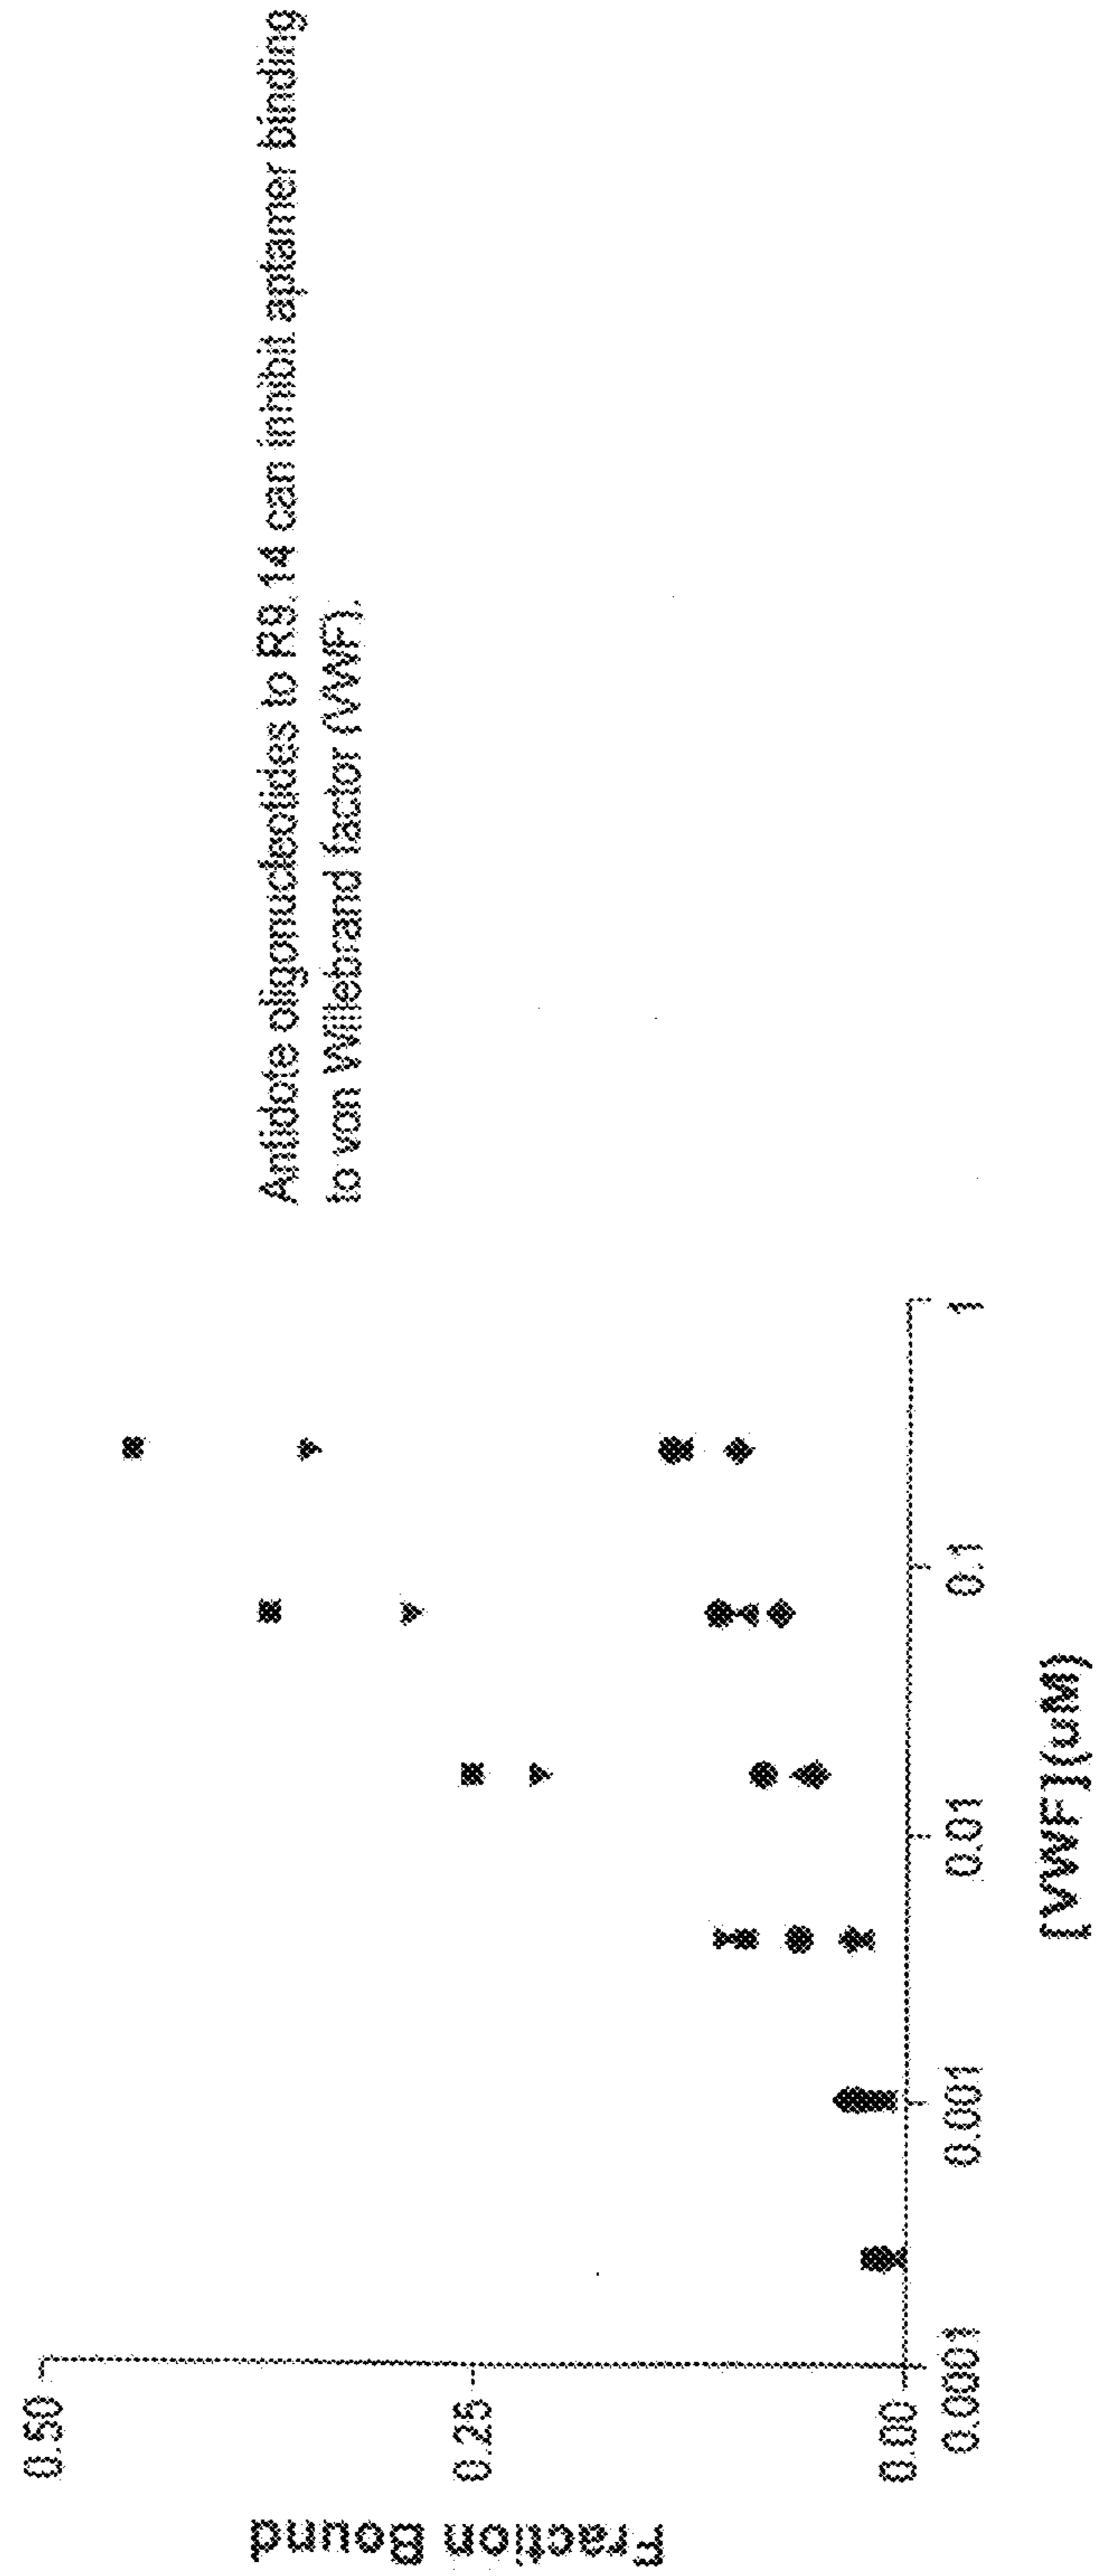 Antidote oligonucleotides to R9.14 can inhibit aptamer binding
to von Willebrand factor (VWF).
Fraction Bound
0.50
0.25
0.00
0.0001
0.001
0.01
0.1
1
[VWF](uM)